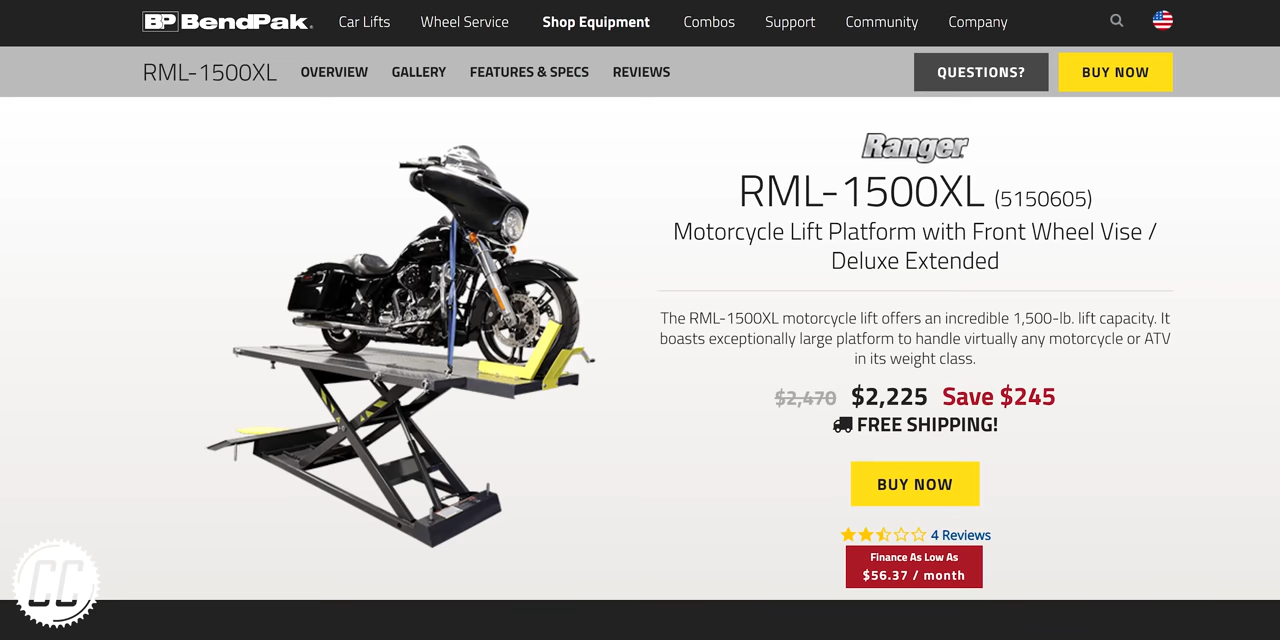 BP BendPak
Car Lifts
Wheel Service
Shop Equipment
Combos
Support
Community
Company
RML-1500XL
OVERVIEW
GALLERY
FEATURES & SPECS
REVIEWS
QUESTIONS?
BUY NOW
Ranger
RML-1500XL (5150605)
Motorcycle Lift Platform with Front Wheel Vise /
Deluxe Extended
The RML-1500XL motorcycle lift offers an incredible 1,500-lb. lift capacity. It
boasts exceptionally large platform to handle virtually any motorcycle or ATV
in its weight class.
$2,470 $2,225 Save $245
FREE SHIPPING!
BUY NOW
4 Reviews
Finance As Low As
$56.37 / month
CC